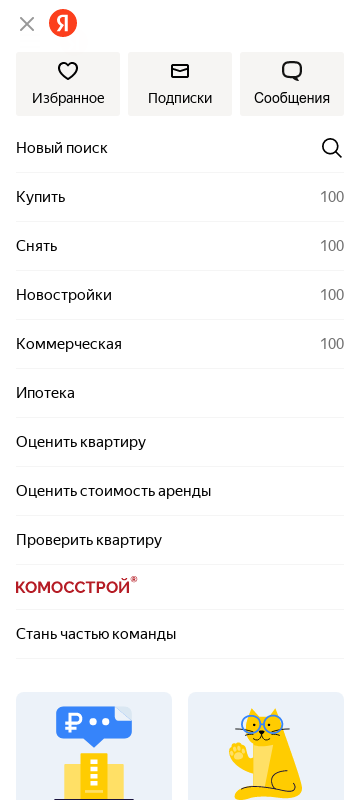 Я
Избранное
Подписки
Сообщения
Новый поиск
Купить 100
Снять 100
Новостройки 100
Коммерческая 100
Ипотека
Оценить квартиру
Оценить стоимость аренды
Проверить квартиру
КОМОССТРОЙ®
Стань частью команды
₽